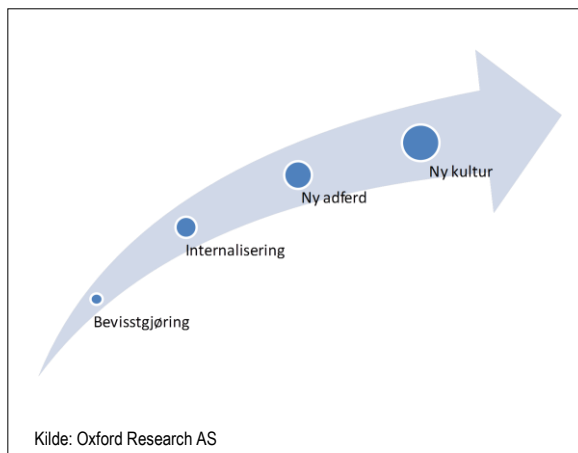 Ny kultur
Ny adferd
Internalisering
Bevisstgjøring
Kilde: Oxford Research AS